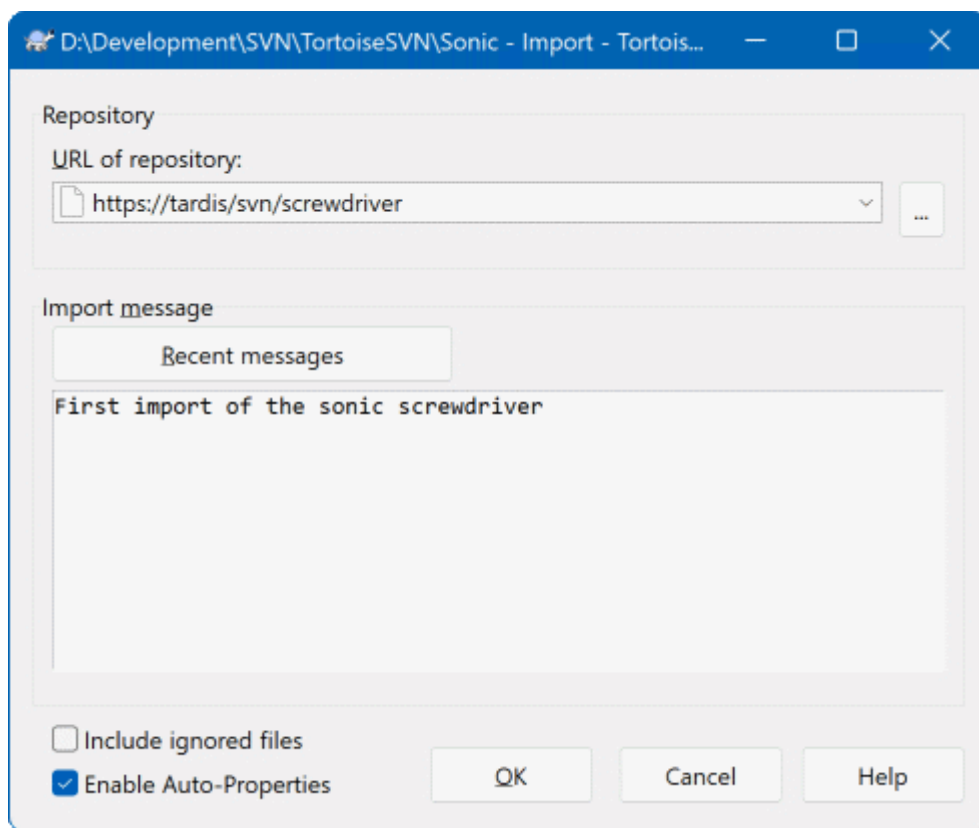 D:\Development\SVN\TortoiseSVN\Sonic - Import - Tortois...
Repository
URL of repository:
https://tardis/svn/screwdriver
...
Import message
Recent messages
First import of the sonic screwdriver
Include ignored files
Enable Auto-Properties
OK
Cancel
Help